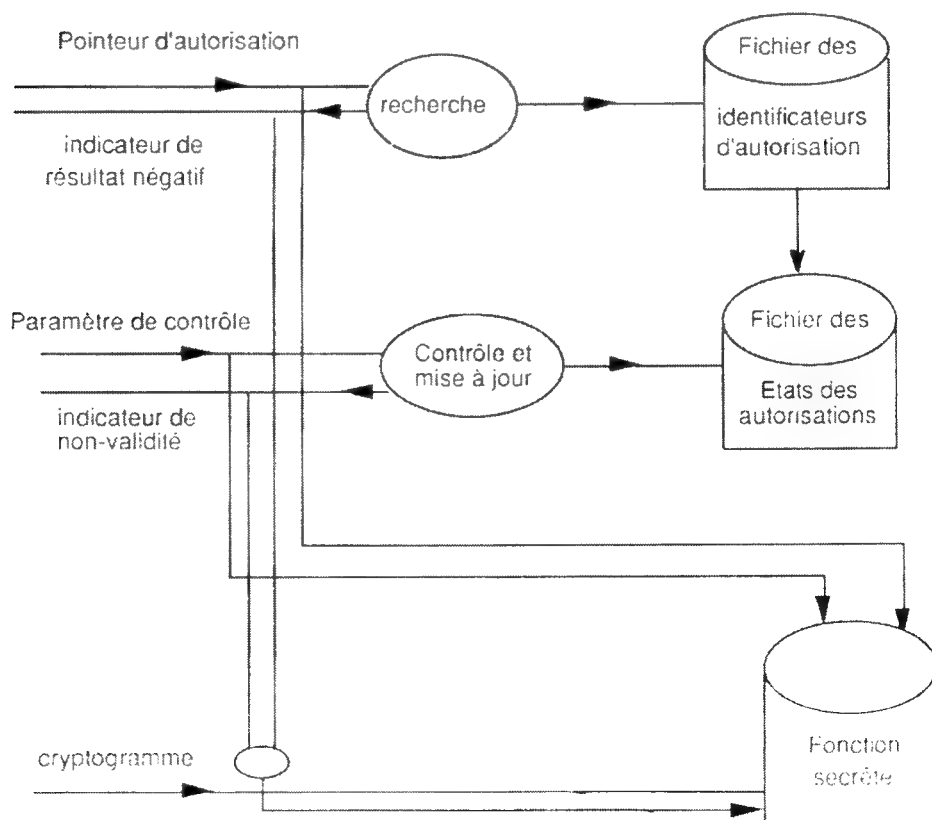 Pointeur d'autorisation
Fichier des
recherche
identificateurs
d'autorisation
indicateur de
résultat négatif
Paramètre de contrôle
Fichier des
Contrôle et
mise à jour
Etats des
autorisations
indicateur de
non-validité
cryptogramme
Fonction
secrète